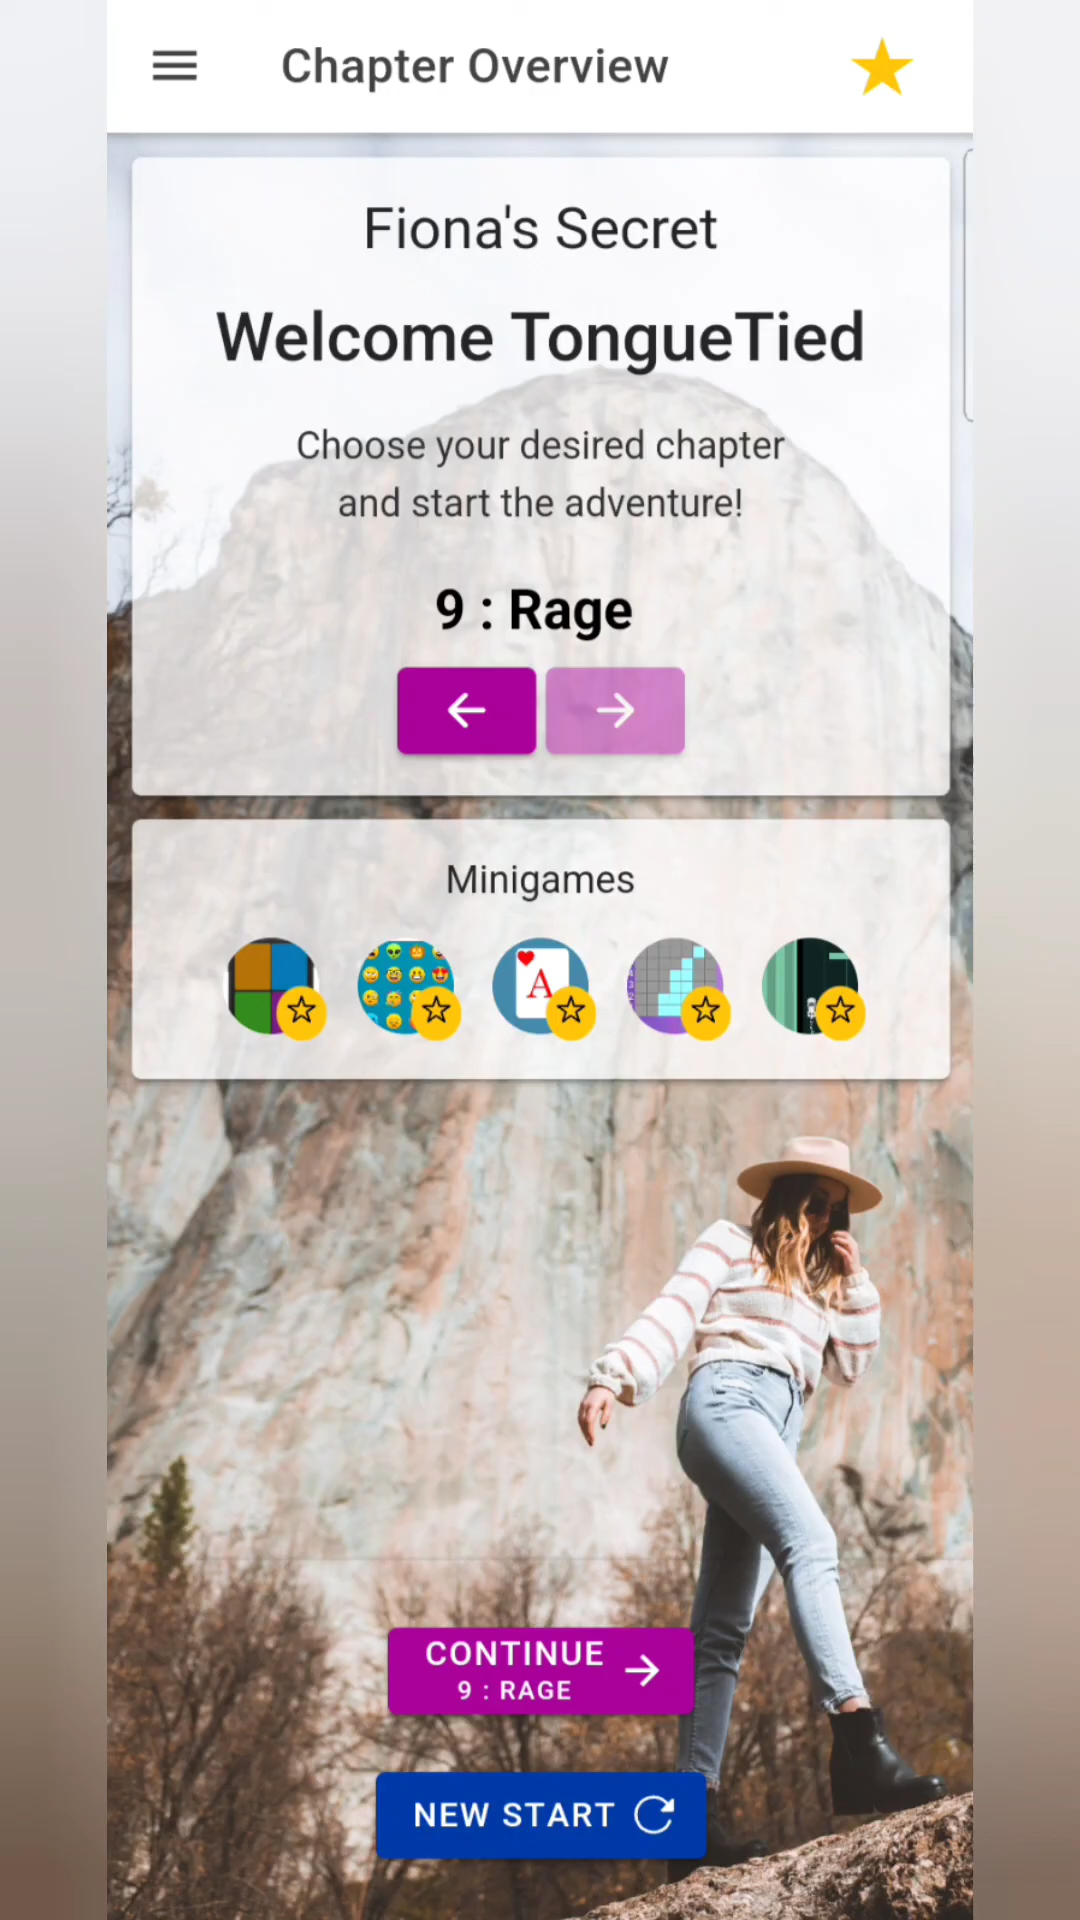 Chapter Overview
Fiona's Secret
Welcome TongueTied
Choose your desired chapter
and start the adventure!
9 : Rage
Minigames
A
CONTINUE
9 : RAGE
NEW START